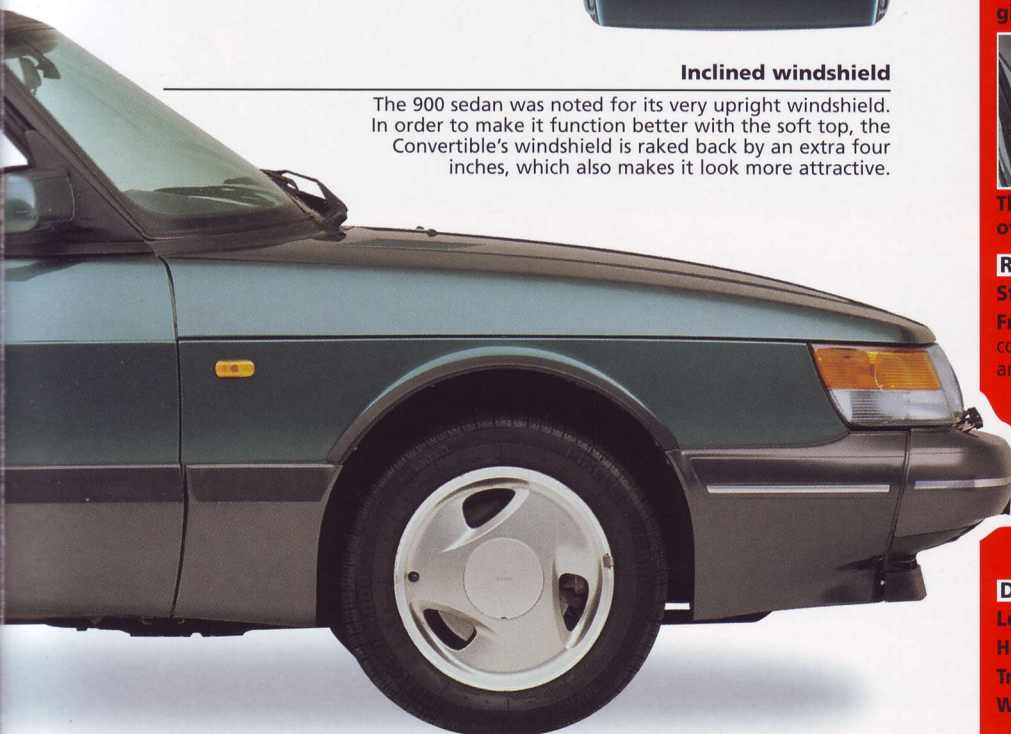 Inclined windshield
The 900 sedan was noted for its very upright windshield.
In order to make it function better with the soft top, the
Convertible's windshield is raked back by an extra four
inches, which also makes it look more attractive.